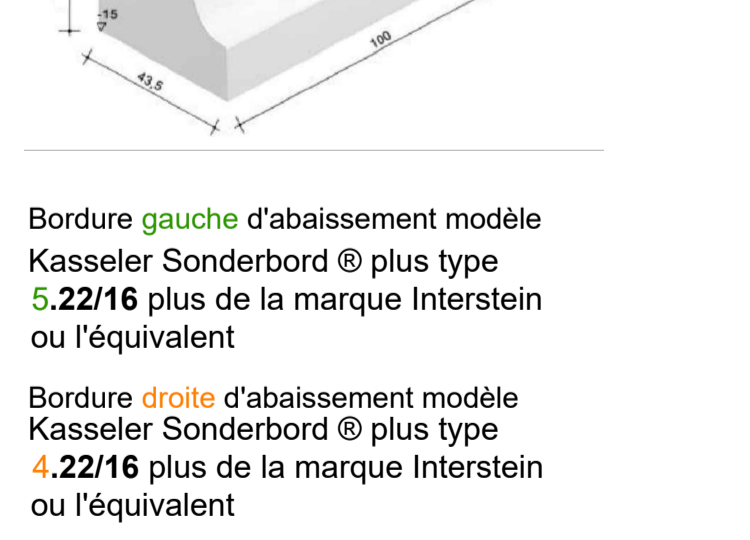 -15
100
43,5
Bordure gauche d'abaissement modèle
Kasseler Sonderbord ® plus type
5.22/16 plus de la marque Interstein
ou l'équivalent
Bordure droite d'abaissement modèle
Kasseler Sonderbord ® plus type
4.22/16 plus de la marque Interstein
ou l'équivalent